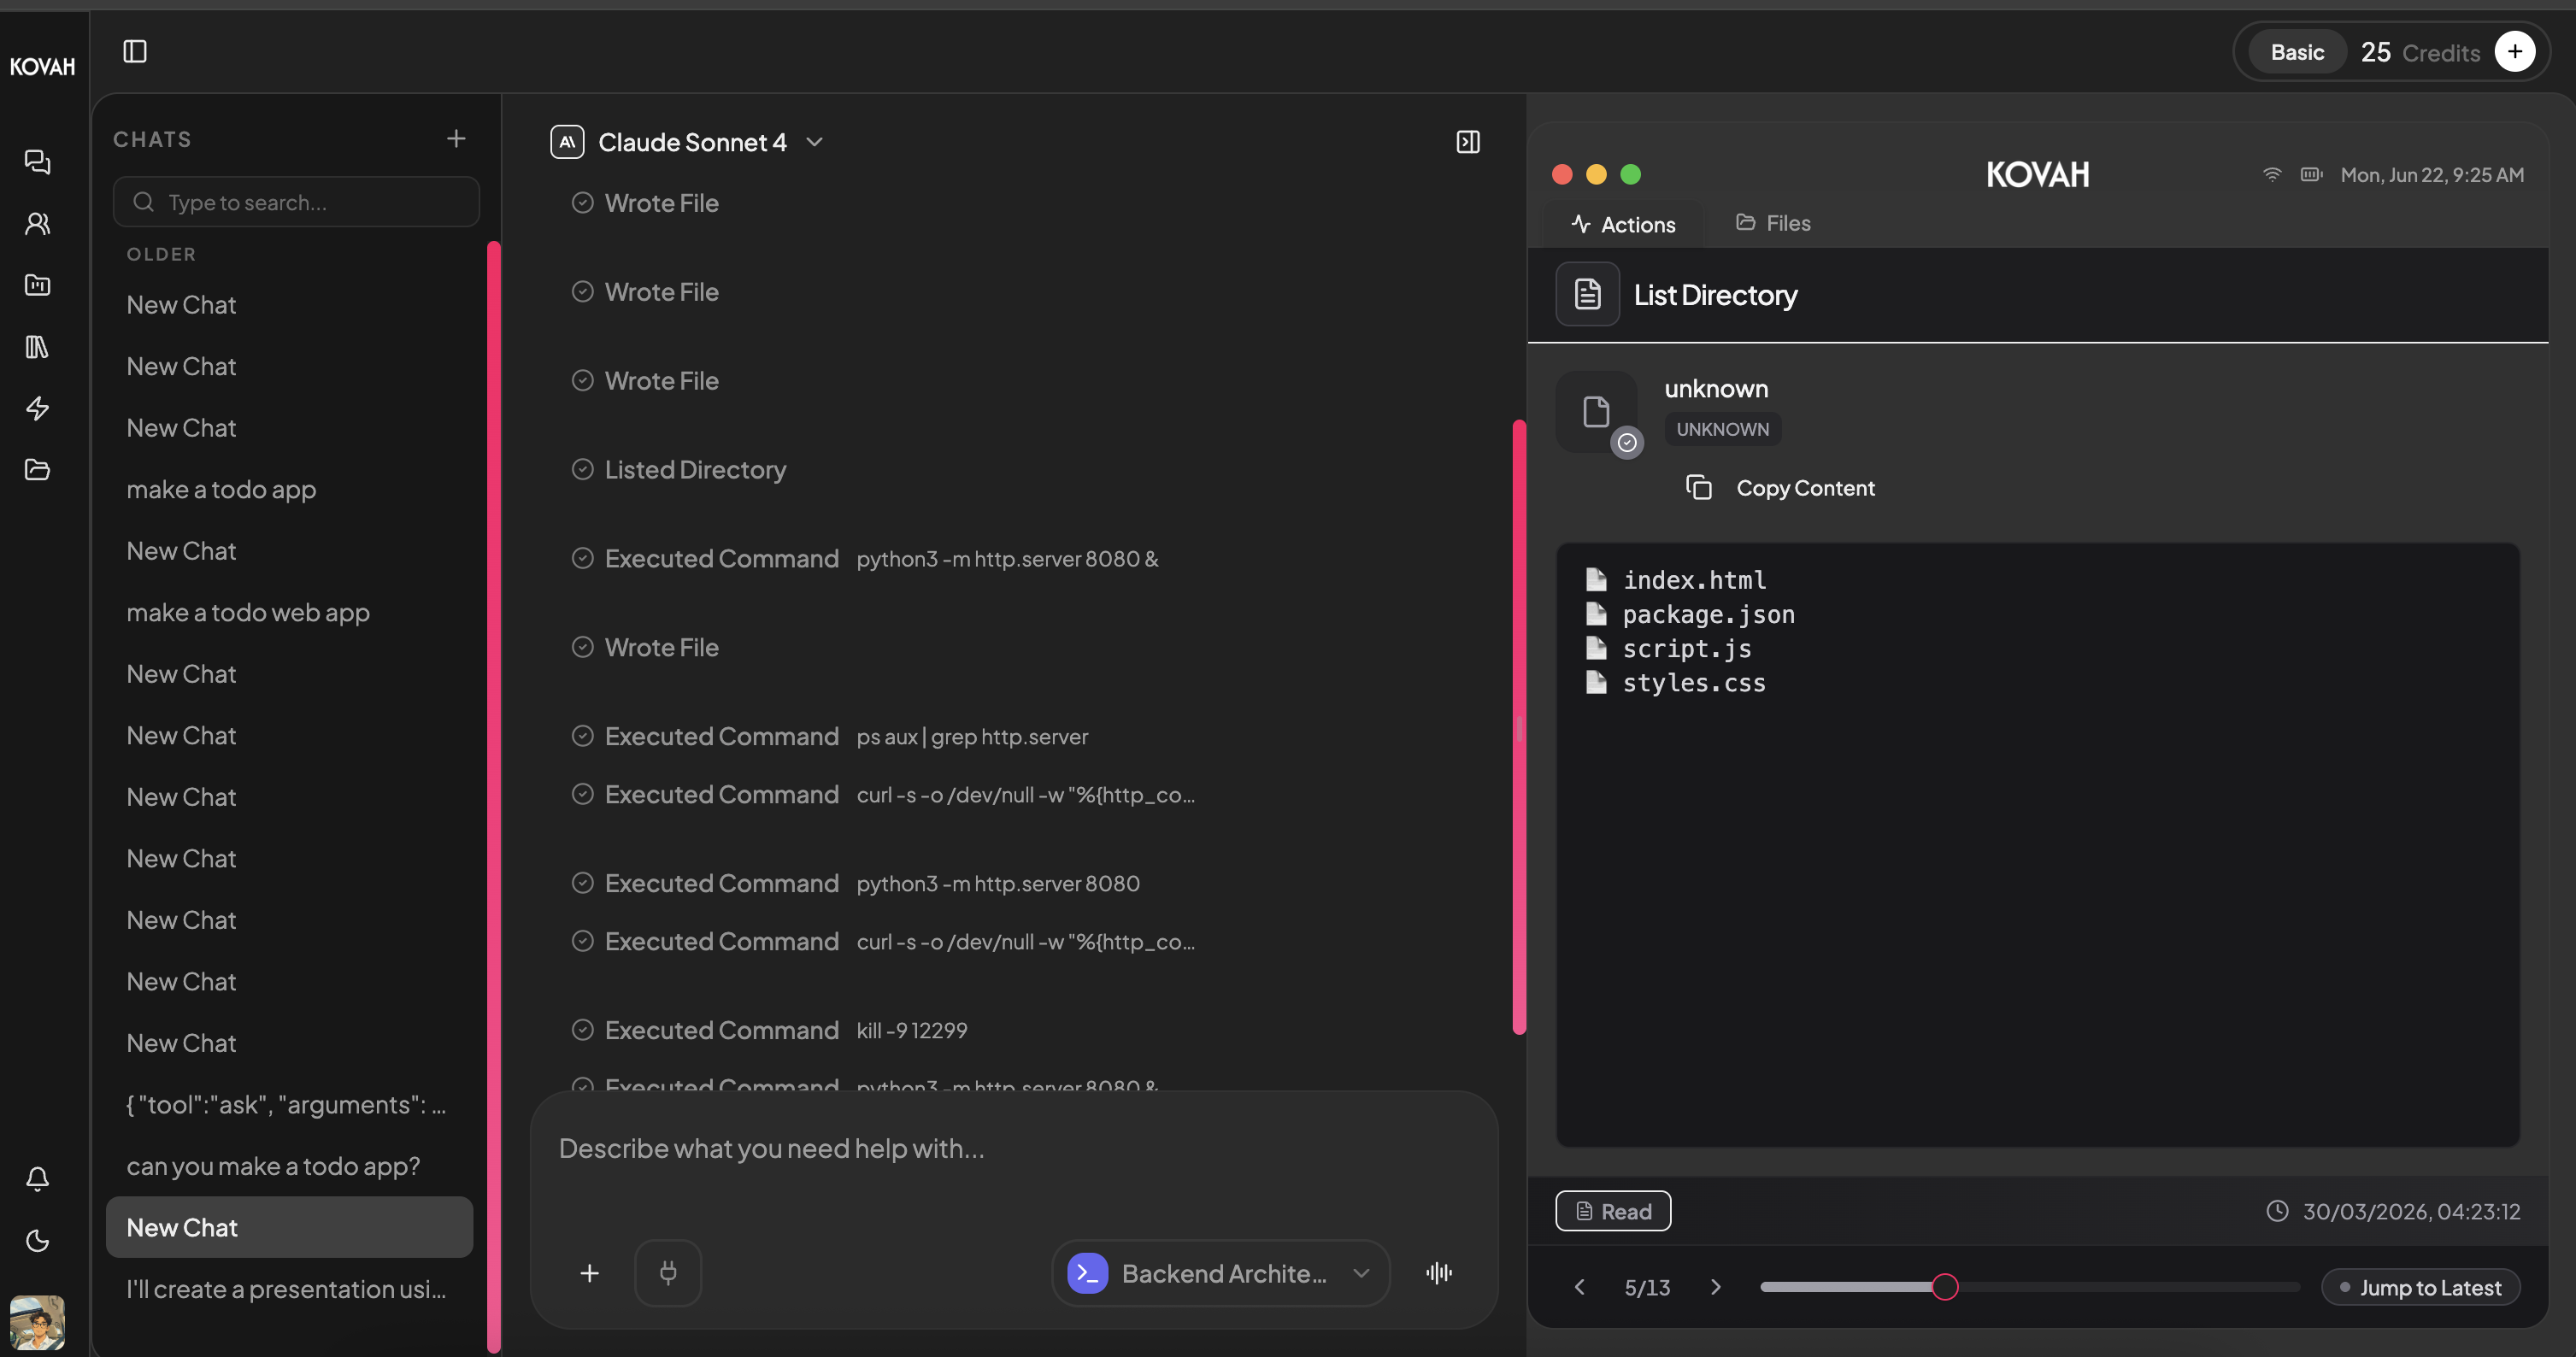 KOVAH
Basic 25 Credits
CHATS
Type to search...
OLDER
New Chat
New Chat
New Chat
make a todo app
New Chat
make a todo web app
New Chat
New Chat
New Chat
New Chat
New Chat
New Chat
New Chat
{ "tool":"ask", "arguments": ...
can you make a todo app?
New Chat
I'll create a presentation usi...
Claude Sonnet 4
Wrote File
Wrote File
Wrote File
Listed Directory
Executed Command python3 -m http.server 8080 &
Wrote File
Executed Command ps aux | grep http.server
Executed Command curl -s -o /dev/null -w "%{http_co...
Executed Command python3 -m http.server 8080
Executed Command curl -s -o /dev/null -w "%{http_co...
Executed Command kill -9 12299
Executed Command python3 -m http.server 8080 &
Describe what you need help with...
Backend Archite...
KOVAH
Mon, Jun 22, 9:25 AM
Actions Files
List Directory
unknown
UNKNOWN
Copy Content
index.html
package.json
script.js
styles.css
Read 30/03/2026, 04:23:12
5/13 Jump to Latest